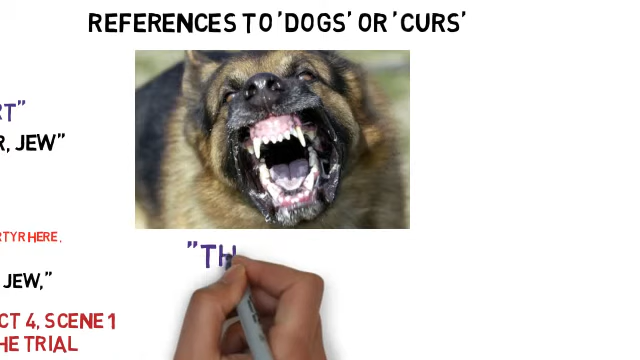 REFERENCES TO 'DOGS' OR 'CURS'
RT"
R, JEW"
RTYR HERE,
JEW,"
CT 4, SCENE 1
HE TRIAL
"TH